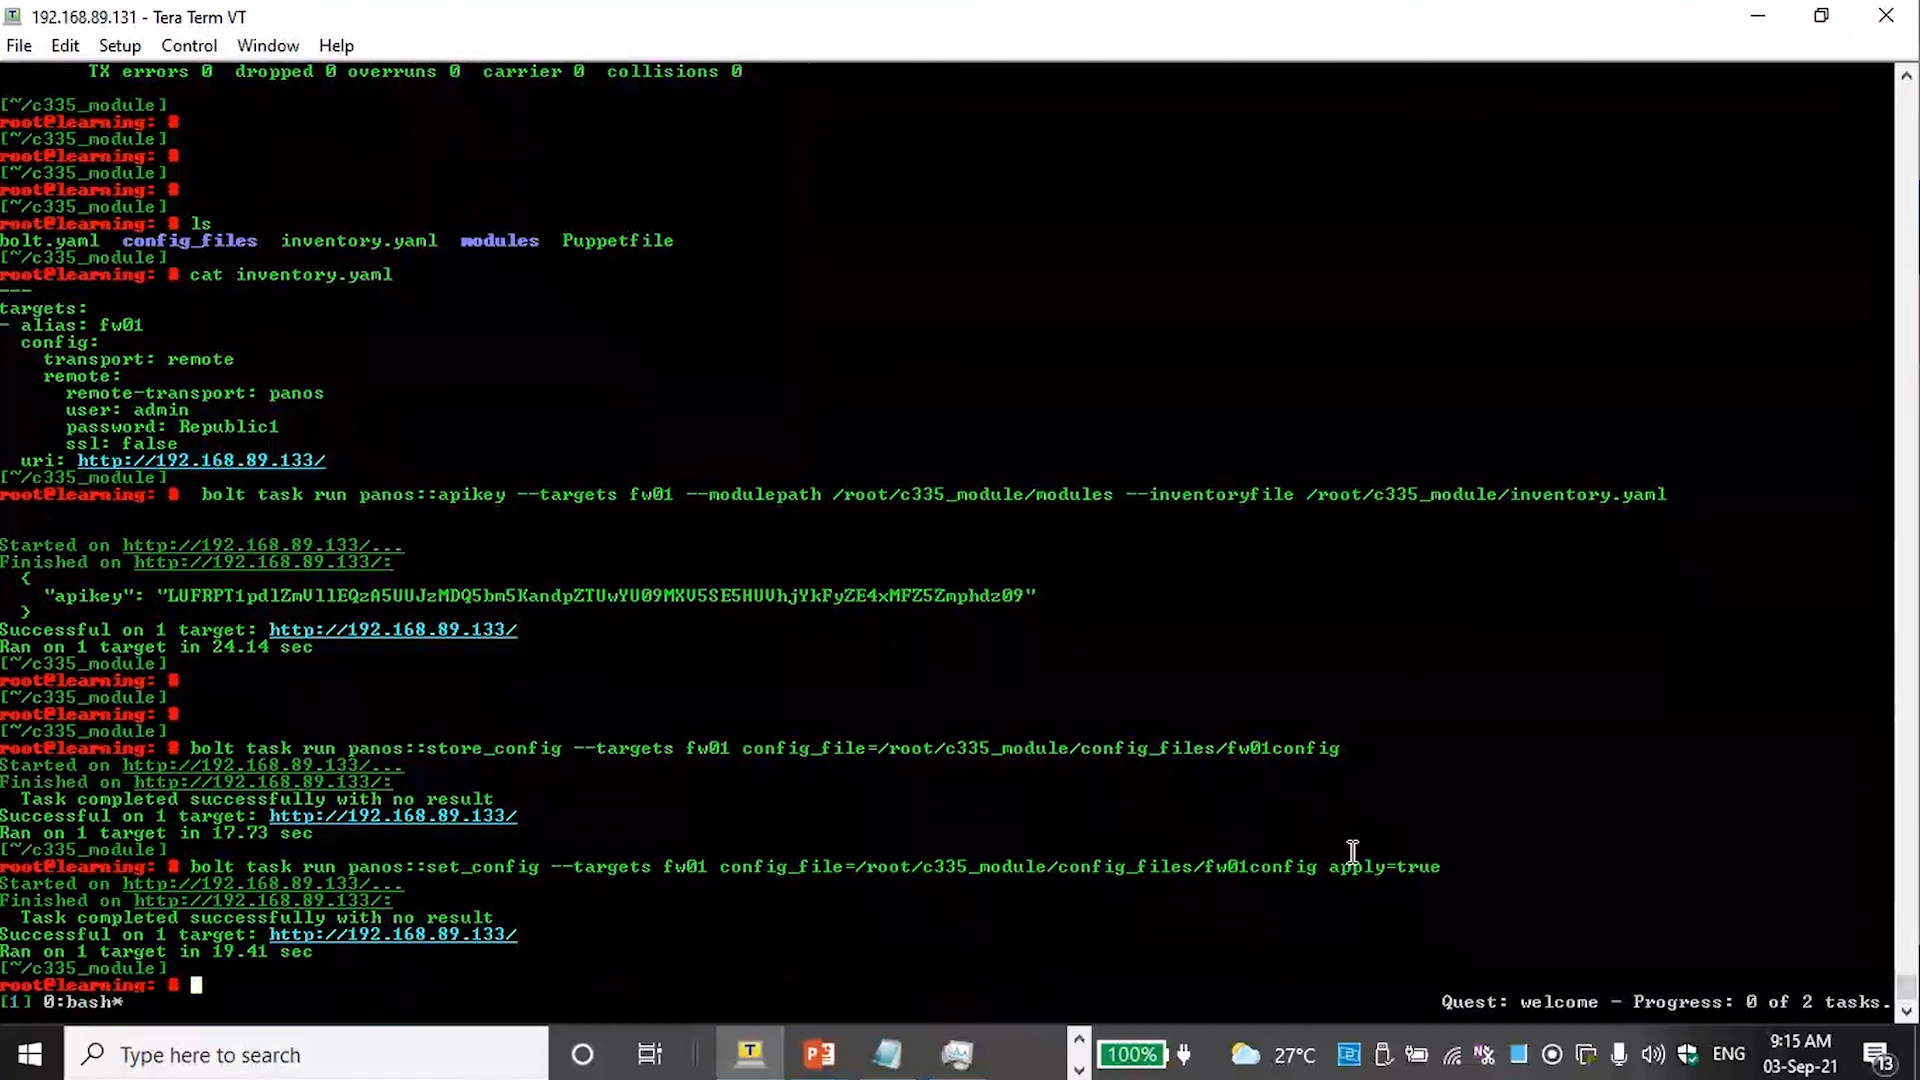 192.168.89.131 - Tera Term VT
File Edit Setup Control Window Help
TX errors 0 dropped 0 overruns 0 carrier 0 collisions 0
[~/c335_module]
root@learning: #
[~/c335_module]
root@learning: #
[~/c335_module]
root@learning: #
[~/c335_module]
root@learning: # ls
bolt.yaml config_files inventory.yaml modules Puppetfile
[~/c335_module]
root@learning: # cat inventory.yaml
---
targets:
- alias: fw01
config:
transport: remote
remote:
remote-transport: panos
user: admin
password: Republic1
ssl: false
uri: http://192.168.89.133/
[~/c335_module]
root@learning: # bolt task run panos::apikey --targets fw01 --modulepath /root/c335_module/modules --inventoryfile /root/c335_module/inventory.yaml
Started on http://192.168.89.133/...
Finished on http://192.168.89.133/:
{
"apikey":
}
Successful on 1 target: http://192.168.89.133/
Ran on 1 target in 24.14 sec
[~/c335_module]
root@learning: #
[~/c335_module]
root@learning: #
[~/c335_module]
root@learning: # bolt task run panos::store_config --targets fw01 config_file=/root/c335_module/config_files/fw01config
Started on http://192.168.89.133/...
Finished on http://192.168.89.133/:
Task completed successfully with no result
Successful on 1 target: http://192.168.89.133/
Ran on 1 target in 17.73 sec
[~/c335_module]
root@learning: # bolt task run panos::set_config --targets fw01 config_file=/root/c335_module/config_files/fw01config apply=true
Started on http://192.168.89.133/...
Finished on http://192.168.89.133/:
Task completed successfully with no result
Successful on 1 target: http://192.168.89.133/
Ran on 1 target in 19.41 sec
[~/c335_module]
root@learning: #
[1] 0:bash* Quest: welcome - Progress: 0 of 2 tasks.
Type here to search 100% 27°C ENG 9:15 AM
03-Sep-21 13